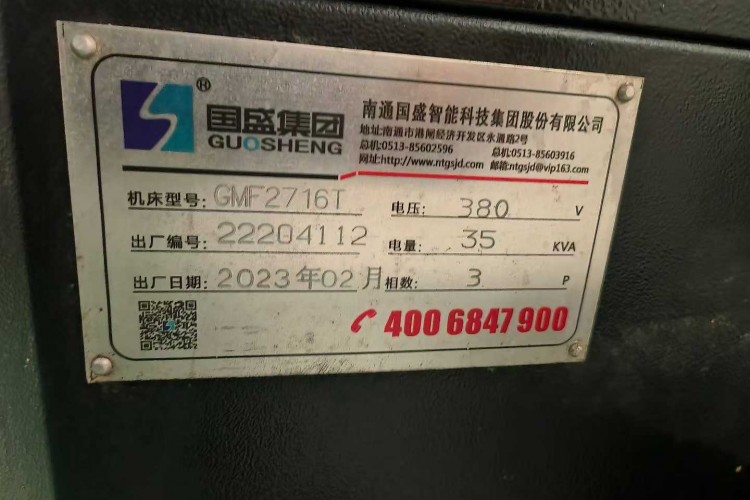 ®
国盛集团
GUOSHENG
南通国盛智能科技集团股份有限公司
地址:南通市港闸经济开发区永通路2号
总机:0513-85602596 总机:0513-85603916
网址:http://www.ntgsjd.com 邮箱:ntgsjd@vip163.com
机床型号: GMF2716T 电压: 380 V
出厂编号: 22204112 电量: 35 KVA
出厂日期: 2023年02月 相数: 3 P
400 6847 900